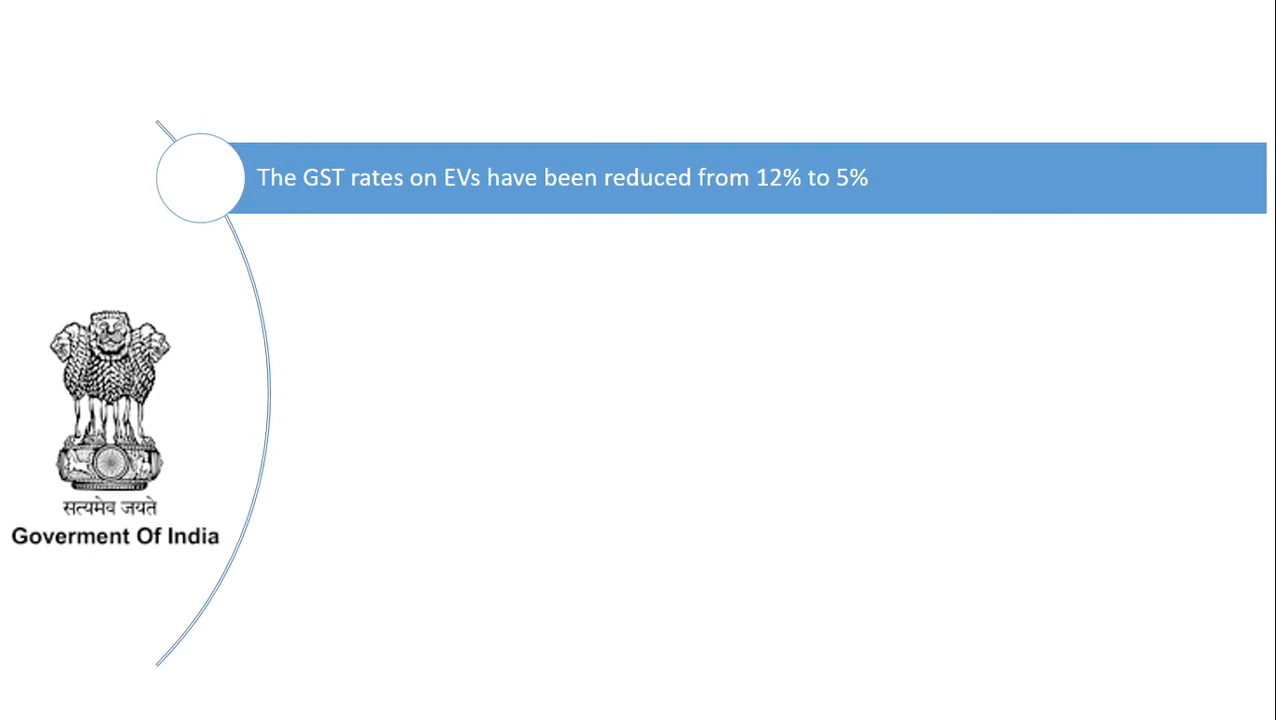 The GST rates on EVs have been reduced from 12% to 5%
सत्यमेव जयते
Goverment Of India